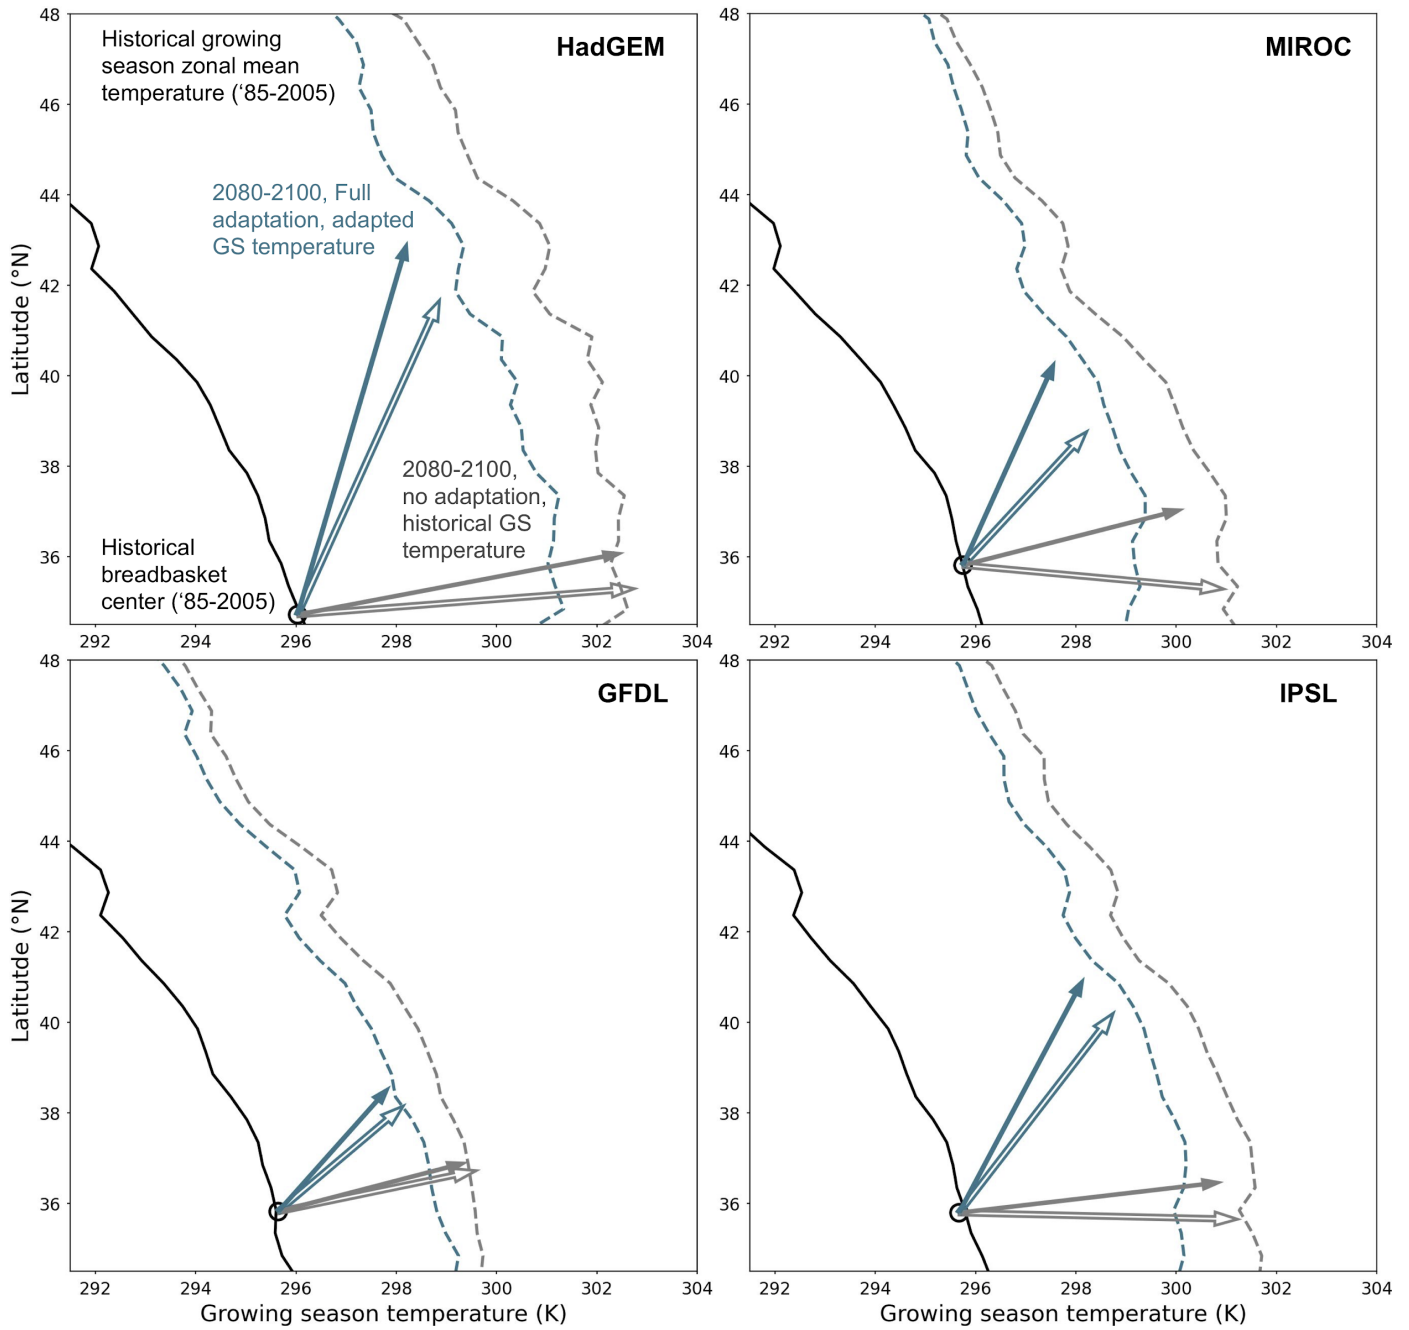 48
46
44
42
40
38
36
Latitutde (°N)
Historical growing
season zonal mean
temperature (‘85-2005)
HadGEM
2080-2100, Full
adaptation, adapted
GS temperature
2080-2100,
no adaptation,
historical GS
temperature
Historical
breadbasket
center (‘85-2005)
292 294 296 298 300 302 304
48
46
44
42
40
38
36
MIROC
292 294 296 298 300 302 304
48
46
44
42
40
38
36
Latitutde (°N)
GFDL
292 294 296 298 300 302 304
Growing season temperature (K)
48
46
44
42
40
38
36
IPSL
292 294 296 298 300 302 304
Growing season temperature (K)